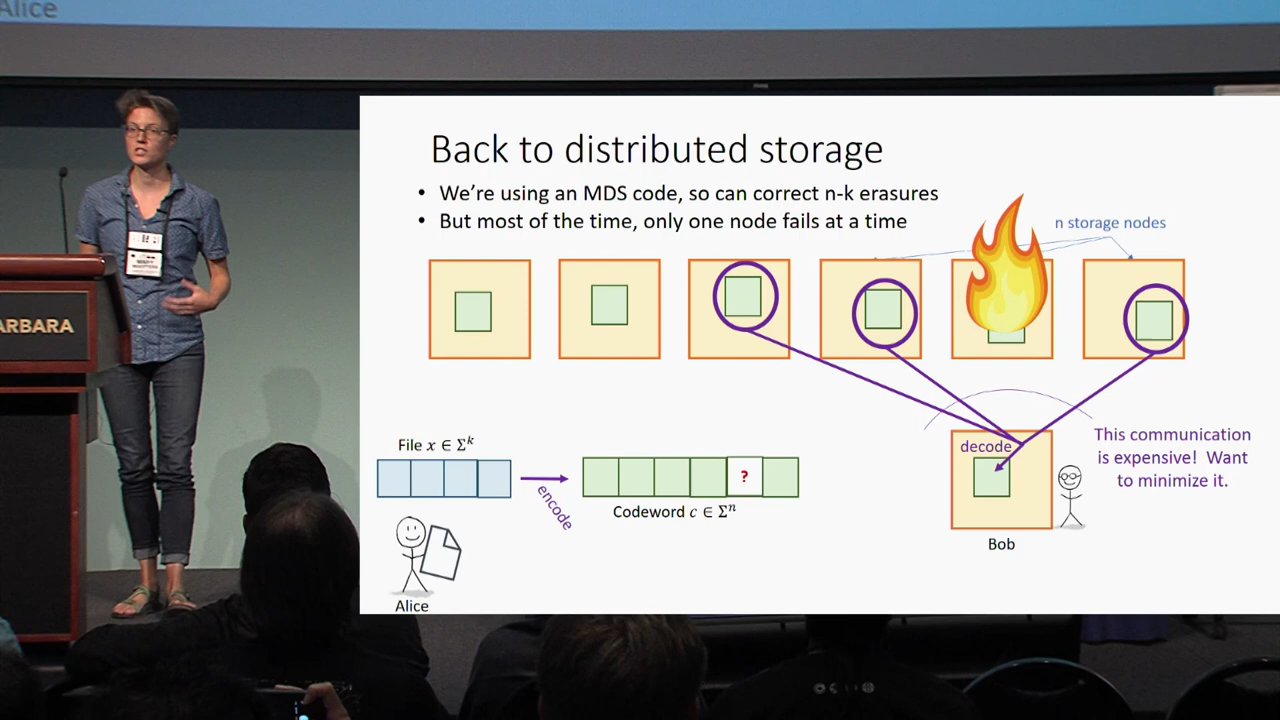 Alice
Back to distributed storage
• We're using an MDS code, so can correct n-k erasures
• But most of the time, only one node fails at a time
n storage nodes
ARBARA
File x ∈ Σ^k
encode
?
Codeword c ∈ Σ^n
decode
This communication
is expensive! Want
to minimize it.
Bob
Alice